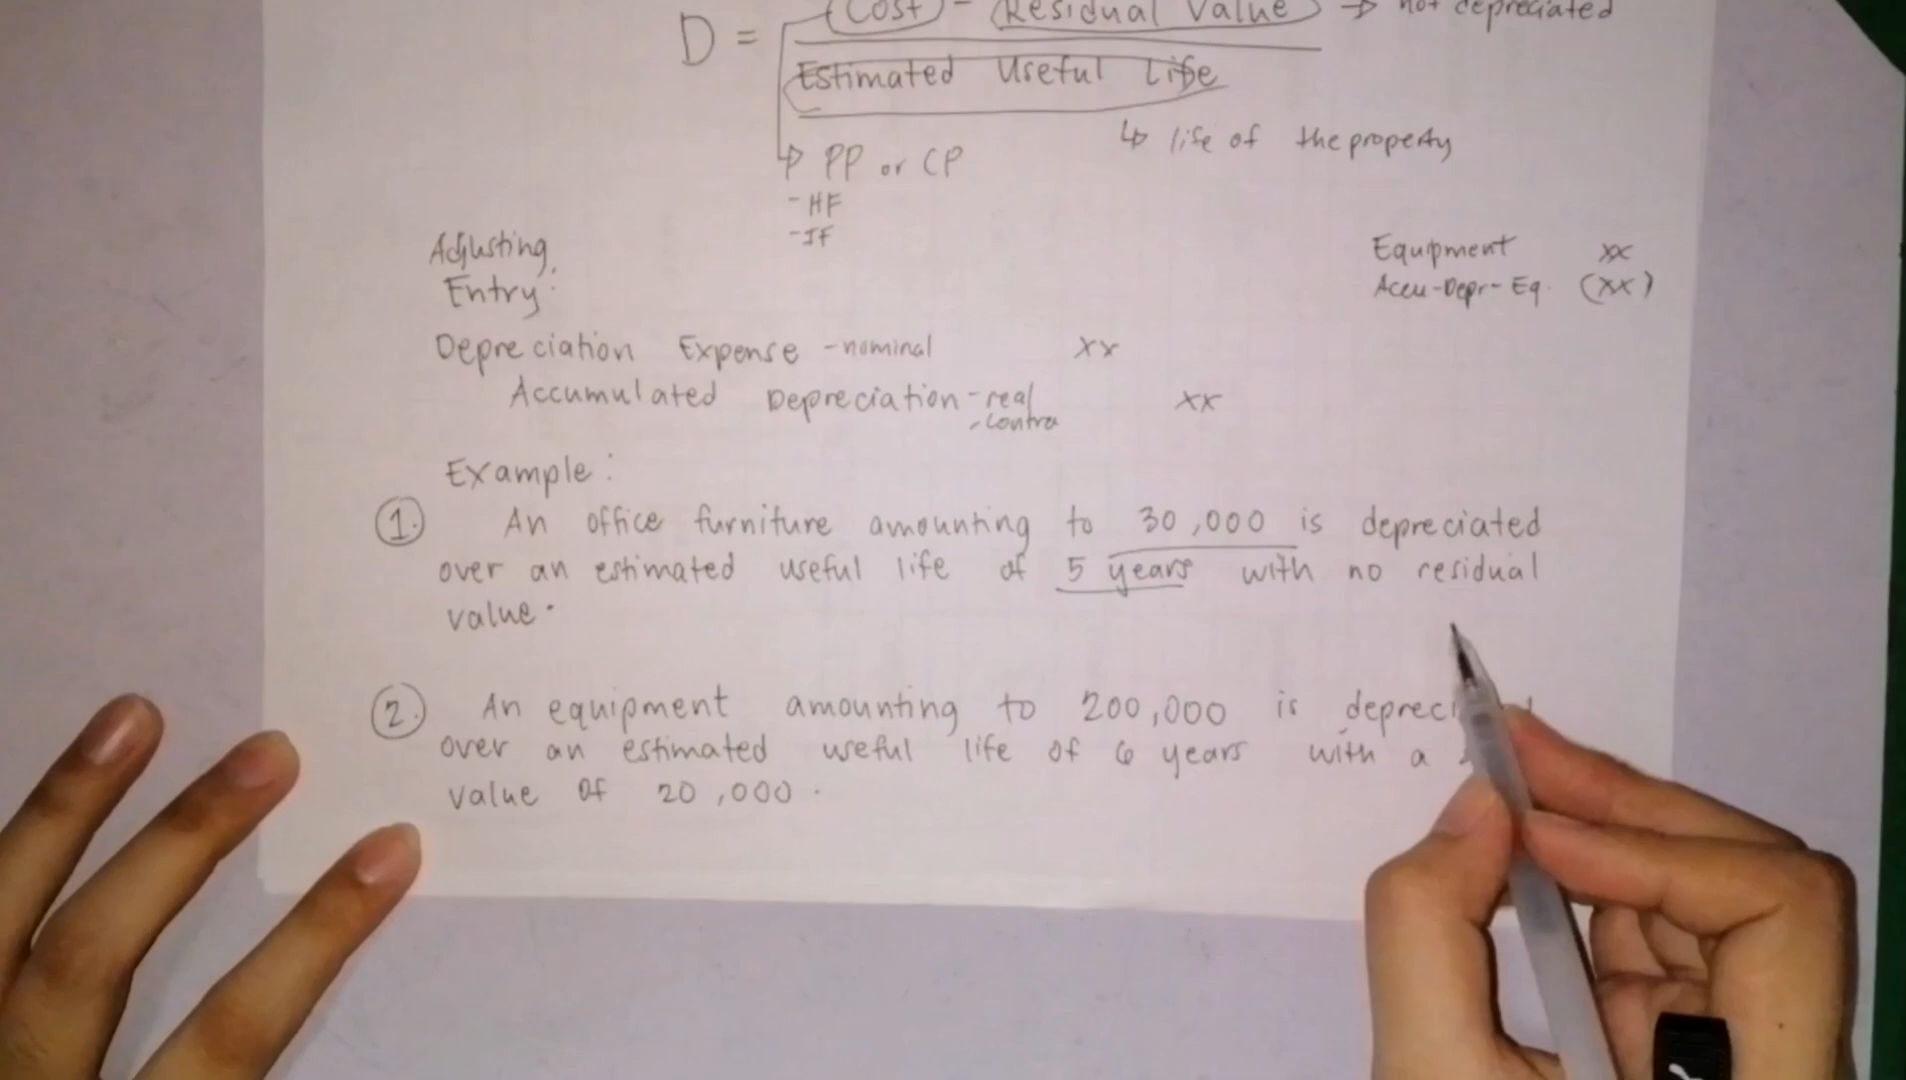 D = Cost - Residual Value → not depreciated
Estimated Useful Life
↳ life of the property
↳ PP or CP
- HF
- IF
Adjusting
Entry:
Equipment xx
Accu-Depr-Eq. (xx)
Depreciation Expense - nominal xx
Accumulated Depreciation - real xx
- contra
Example:
1. An office furniture amounting to 30,000 is depreciated
over an estimated useful life of 5 years with no residual
value.
2. An equipment amounting to 200,000 is
over an estimated useful life of 6 years with a
value of 20,000.